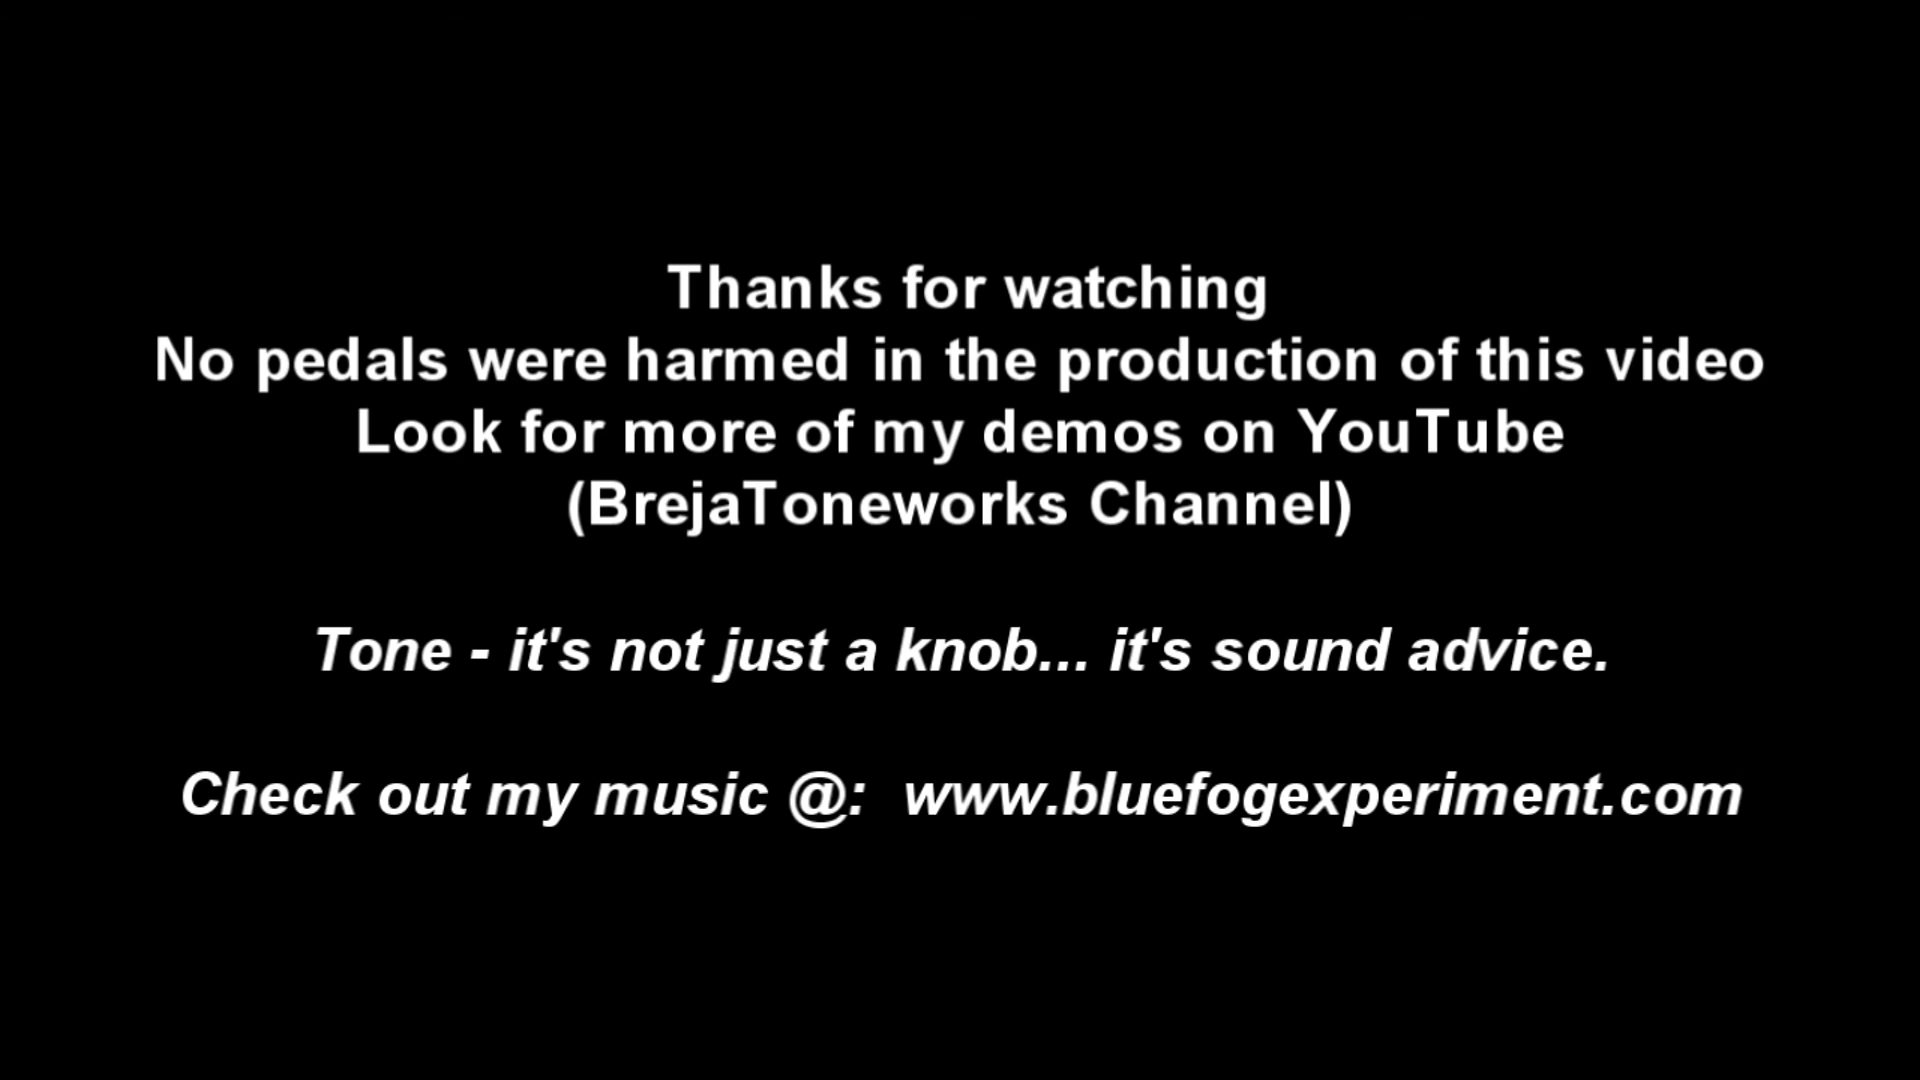 Thanks for watching
No pedals were harmed in the production of this video
Look for more of my demos on YouTube
(BrejaToneworks Channel)
Tone - it's not just a knob... it's sound advice.
Check out my music @:  www.bluefogexperiment.com